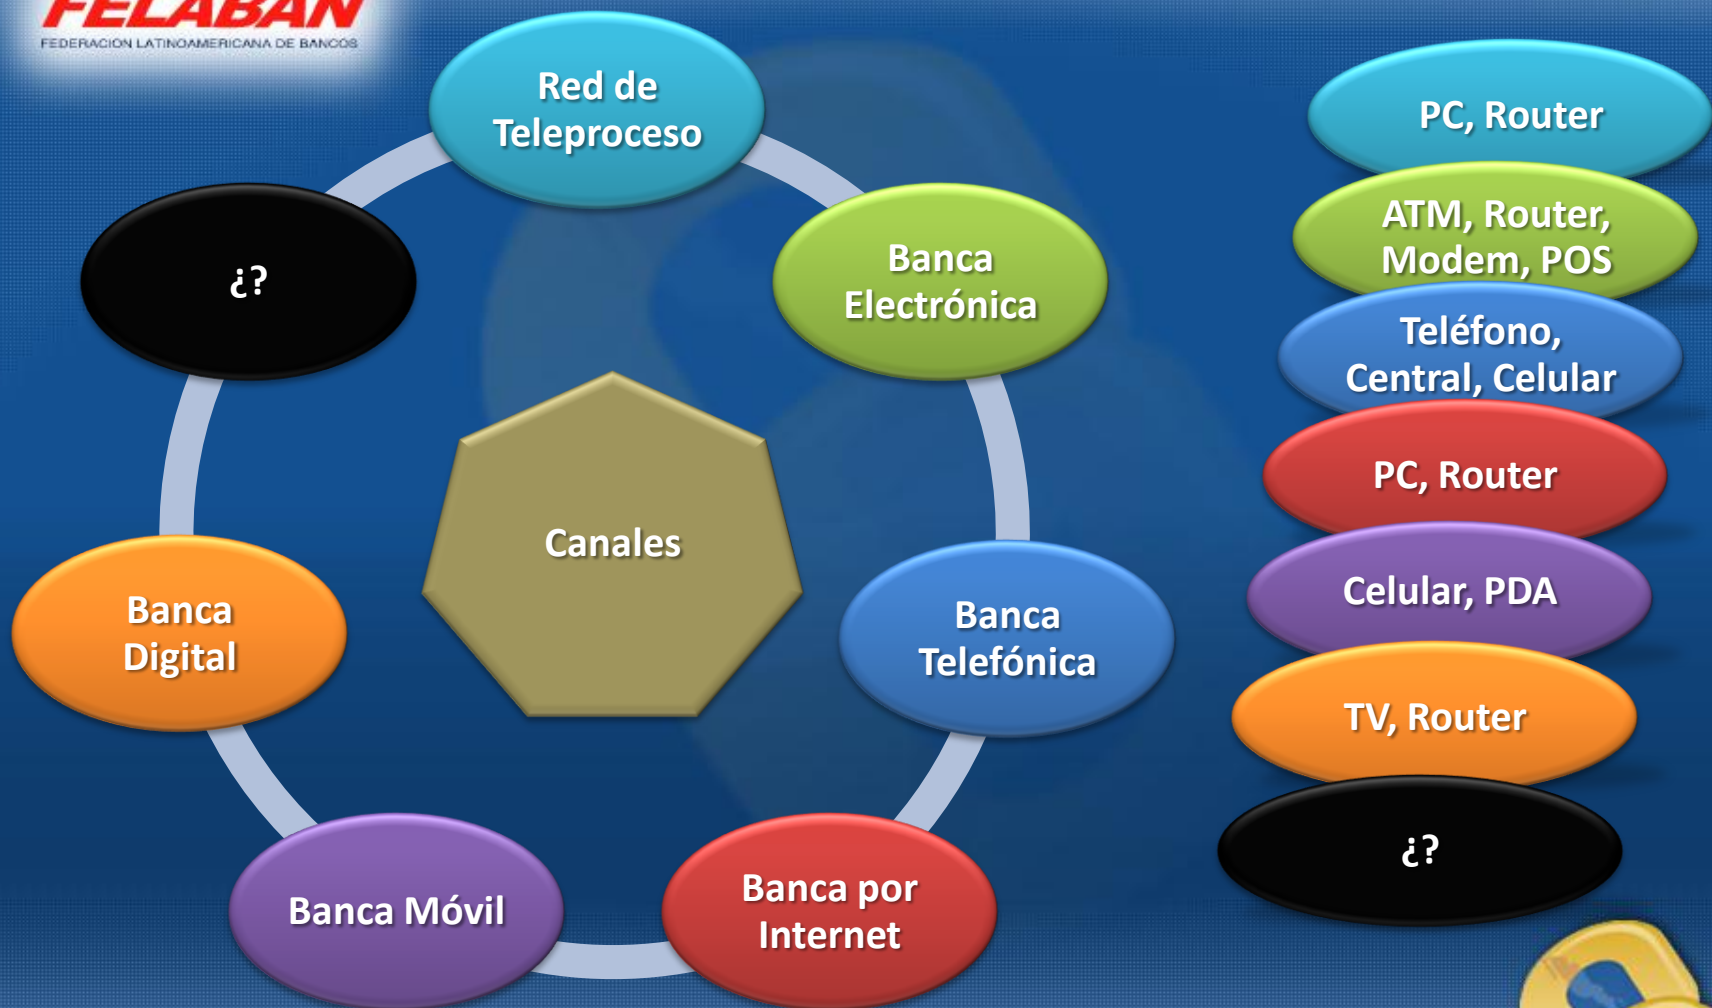 FELABAN
FEDERACION LATINOAMERICANA DE BANCOS
Red de
Teleproceso
Banca
Electrónica
Banca
Telefónica
Banca por
Internet
Banca Móvil
Banca
Digital
¿?
Canales
PC, Router
ATM, Router,
Modem, POS
Teléfono,
Central, Celular
PC, Router
Celular, PDA
TV, Router
¿?